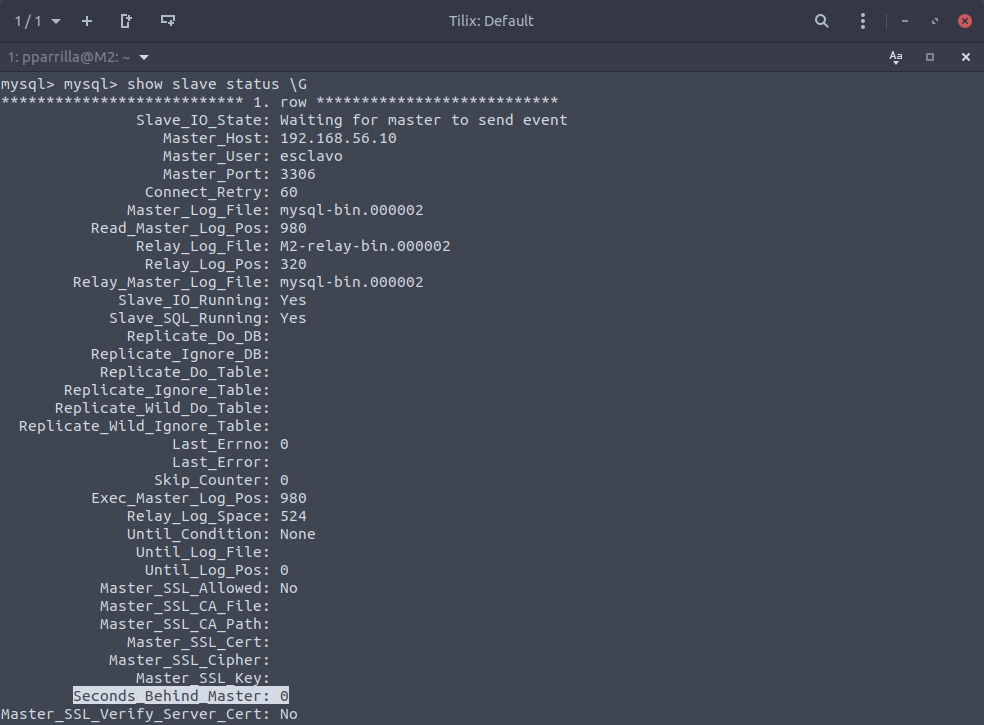 1 / 1
Tilix: Default
1: pparrilla@M2: ~
Aa
mysql> mysql> show slave status \G
*************************** 1. row ***************************
Slave_IO_State: Waiting for master to send event
Master_Host: 192.168.56.10
Master_User: esclavo
Master_Port: 3306
Connect_Retry: 60
Master_Log_File: mysql-bin.000002
Read_Master_Log_Pos: 980
Relay_Log_File: M2-relay-bin.000002
Relay_Log_Pos: 320
Relay_Master_Log_File: mysql-bin.000002
Slave_IO_Running: Yes
Slave_SQL_Running: Yes
Replicate_Do_DB:
Replicate_Ignore_DB:
Replicate_Do_Table:
Replicate_Ignore_Table:
Replicate_Wild_Do_Table:
Replicate_Wild_Ignore_Table:
Last_Errno: 0
Last_Error:
Skip_Counter: 0
Exec_Master_Log_Pos: 980
Relay_Log_Space: 524
Until_Condition: None
Until_Log_File:
Until_Log_Pos: 0
Master_SSL_Allowed: No
Master_SSL_CA_File:
Master_SSL_CA_Path:
Master_SSL_Cert:
Master_SSL_Cipher:
Master_SSL_Key:
Seconds_Behind_Master: 0
Master_SSL_Verify_Server_Cert: No